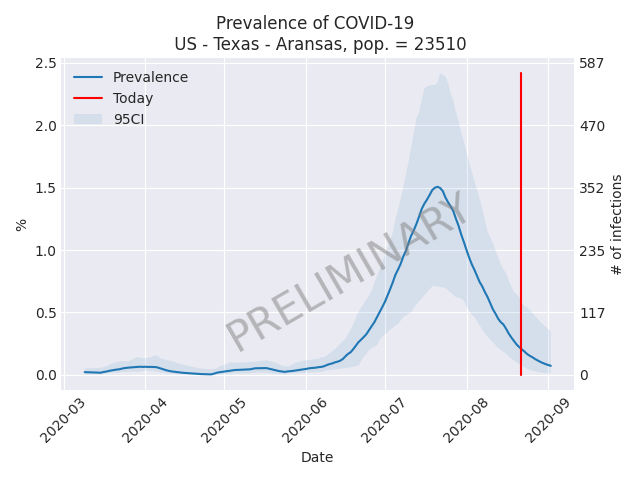 Prevalence of COVID-19
US - Texas - Aransas, pop. = 23510
Prevalence
Today
95CI
2.5
2.0
1.5
1.0
0.5
0.0
%
587
470
352
235
117
0
# of infections
PRELIMINARY
2020-03
2020-04
2020-05
2020-06
2020-07
2020-08
2020-09
Date